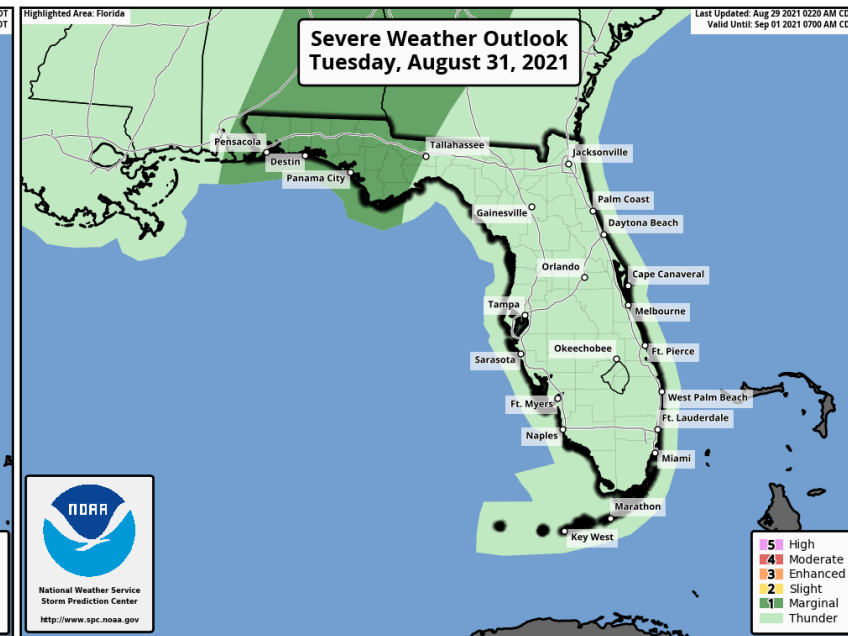 DT
DT
Highlighted Area: Florida
Last Updated: Aug 29 2021 0220 AM CD
Valid Until: Sep 01 2021 0700 AM CD
Severe Weather Outlook
Tuesday, August 31, 2021
Pensacola
Destin
Panama City
Tallahassee
Jacksonville
Palm Coast
Gainesville
Daytona Beach
Orlando
Cape Canaveral
Tampa
Melbourne
Okeechobee
Ft. Pierce
Sarasota
West Palm Beach
Ft. Myers
Ft. Lauderdale
Naples
Miami
Marathon
Key West
NOAA
National Weather Service
Storm Prediction Center
http://www.spc.noaa.gov
5 High
4 Moderate
3 Enhanced
2 Slight
1 Marginal
Thunder